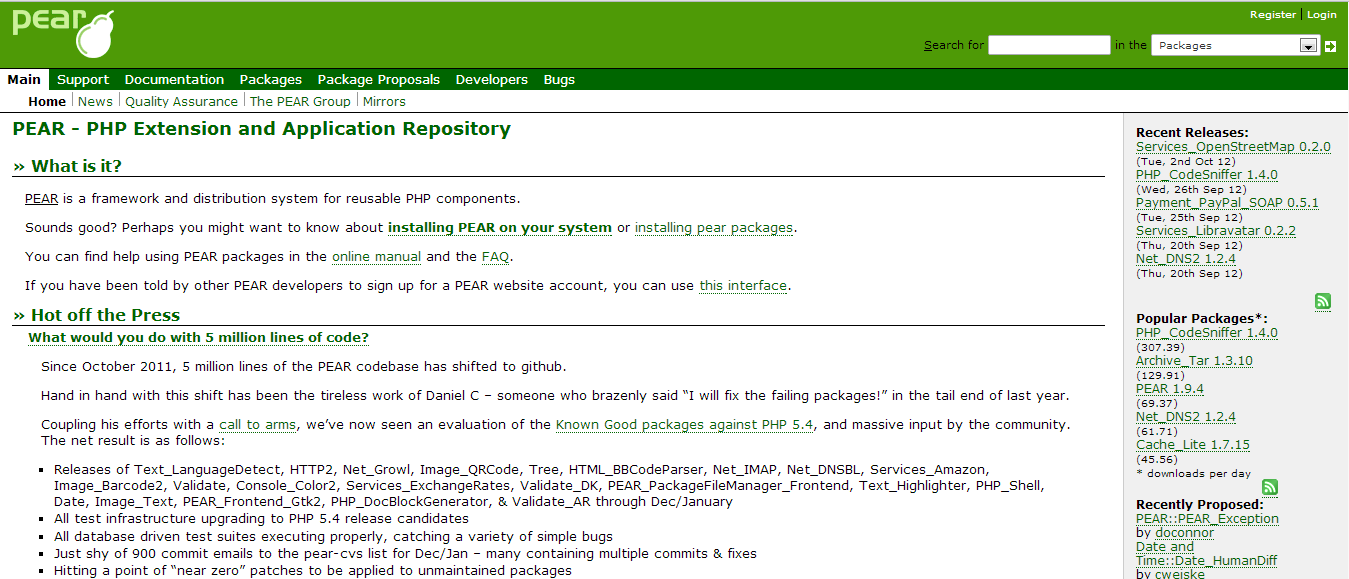 pear
Register | Login
Search for in the Packages
Main Support Documentation Packages Package Proposals Developers Bugs
Home News Quality Assurance The PEAR Group Mirrors
PEAR - PHP Extension and Application Repository
» What is it?
PEAR is a framework and distribution system for reusable PHP components.
Sounds good? Perhaps you might want to know about installing PEAR on your system or installing pear packages.
You can find help using PEAR packages in the online manual and the FAQ.
If you have been told by other PEAR developers to sign up for a PEAR website account, you can use this interface.
» Hot off the Press
What would you do with 5 million lines of code?
Since October 2011, 5 million lines of the PEAR codebase has shifted to github.
Hand in hand with this shift has been the tireless work of Daniel C – someone who brazenly said “I will fix the failing packages!” in the tail end of last year.
Coupling his efforts with a call to arms, we’ve now seen an evaluation of the Known Good packages against PHP 5.4, and massive input by the community.
The net result is as follows:
▪ Releases of Text_LanguageDetect, HTTP2, Net_Growl, Image_QRCode, Tree, HTML_BBCodeParser, Net_IMAP, Net_DNSBL, Services_Amazon,
Image_Barcode2, Validate, Console_Color2, Services_ExchangeRates, Validate_DK, PEAR_PackageFileManager_Frontend, Text_Highlighter, PHP_Shell,
Date, Image_Text, PEAR_Frontend_Gtk2, PHP_DocBlockGenerator, & Validate_AR through Dec/January
▪ All test infrastructure upgrading to PHP 5.4 release candidates
▪ All database driven test suites executing properly, catching a variety of simple bugs
▪ Just shy of 900 commit emails to the pear-cvs list for Dec/Jan – many containing multiple commits & fixes
▪ Hitting a point of “near zero” patches to be applied to unmaintained packages
Recent Releases:
Services_OpenStreetMap 0.2.0
(Tue, 2nd Oct 12)
PHP_CodeSniffer 1.4.0
(Wed, 26th Sep 12)
Payment_PayPal_SOAP 0.5.1
(Tue, 25th Sep 12)
Services_Libravatar 0.2.2
(Thu, 20th Sep 12)
Net_DNS2 1.2.4
(Thu, 20th Sep 12)
Popular Packages*:
PHP_CodeSniffer 1.4.0
(307.39)
Archive_Tar 1.3.10
(129.91)
PEAR 1.9.4
(69.37)
Net_DNS2 1.2.4
(61.71)
Cache_Lite 1.7.15
(45.56)
* downloads per day
Recently Proposed:
PEAR::PEAR_Exception
by doconnor
Date and
Time::Date_HumanDiff
by cweiske